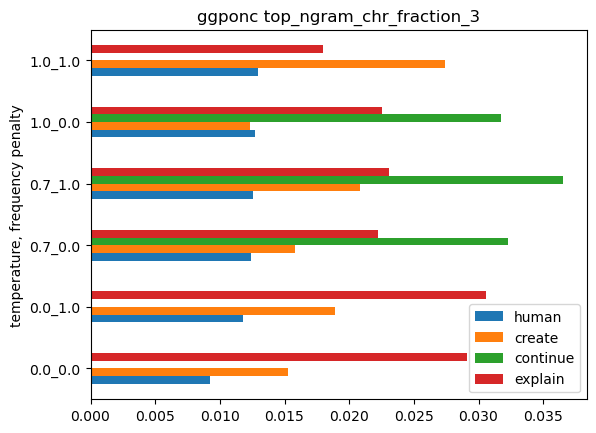 ggponc top_ngram_chr_fraction_3
temperature, frequency penalty
1.0_1.0
1.0_0.0
0.7_1.0
0.7_0.0
0.0_1.0
0.0_0.0
human
create
continue
explain
0.000 0.005 0.010 0.015 0.020 0.025 0.030 0.035